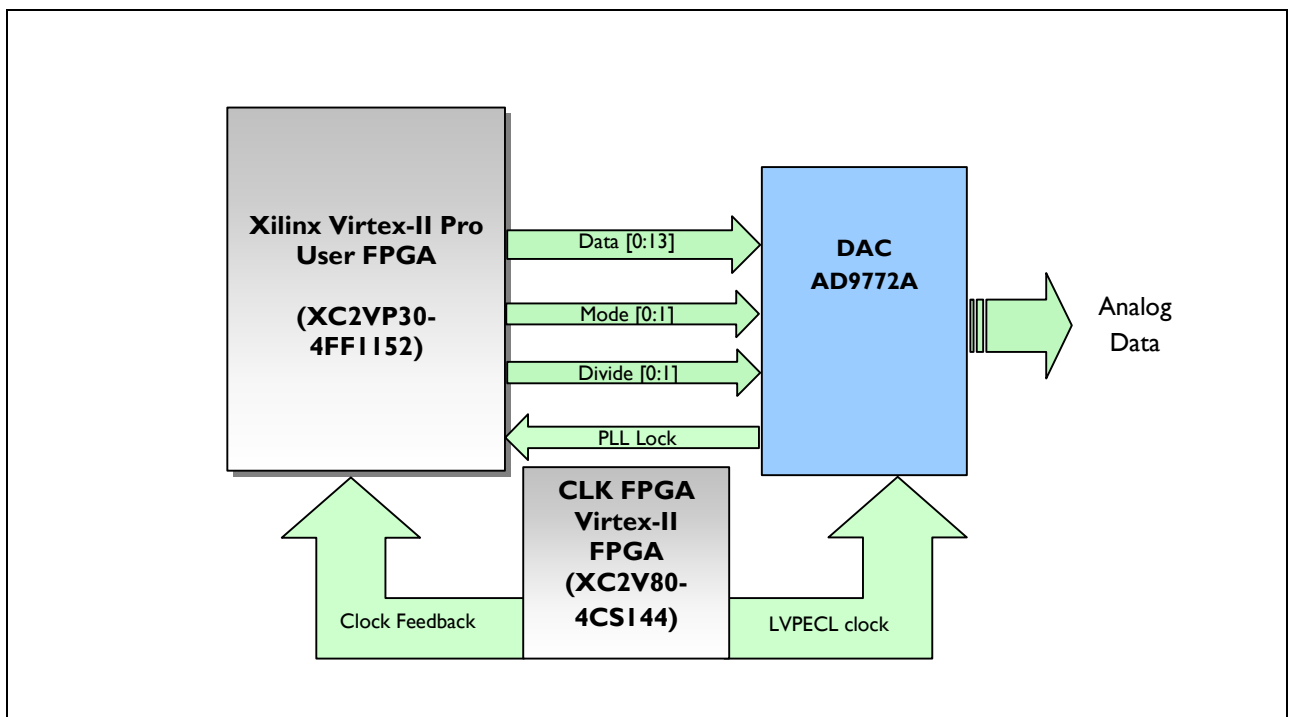 Xilinx Virtex-II Pro
User FPGA
(XC2VP30-
4FF1152)
Data [0:13]
Mode [0:1]
Divide [0:1]
PLL Lock
DAC
AD9772A
Analog
Data
CLK FPGA
Virtex-II
FPGA
(XC2V80-
4CS144)
Clock Feedback
LVPECL clock